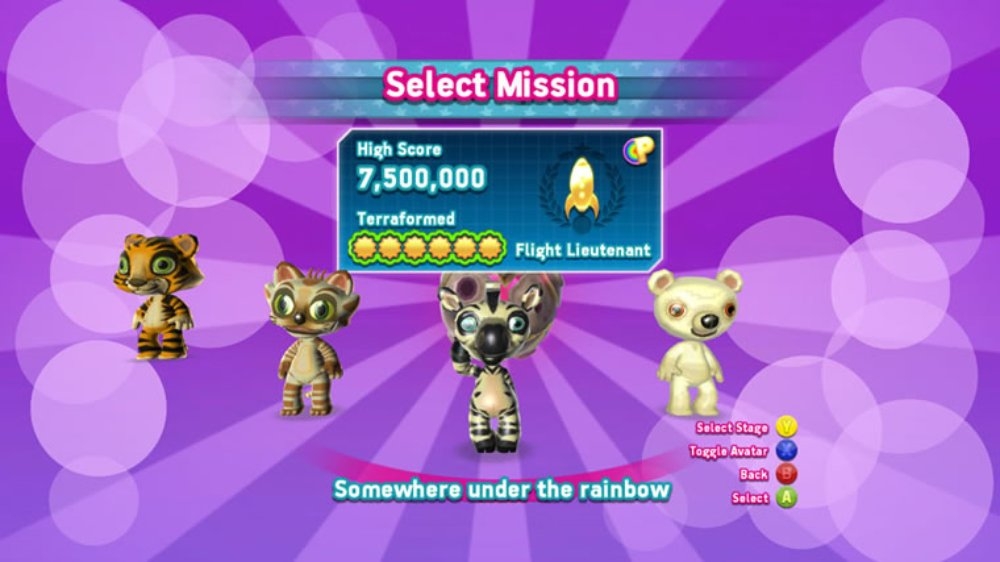 Select Mission
High Score
7,500,000
Terraformed
Flight Lieutenant
Select Stage Y
Toggle Avatar X
Back B
Select A
Somewhere under the rainbow